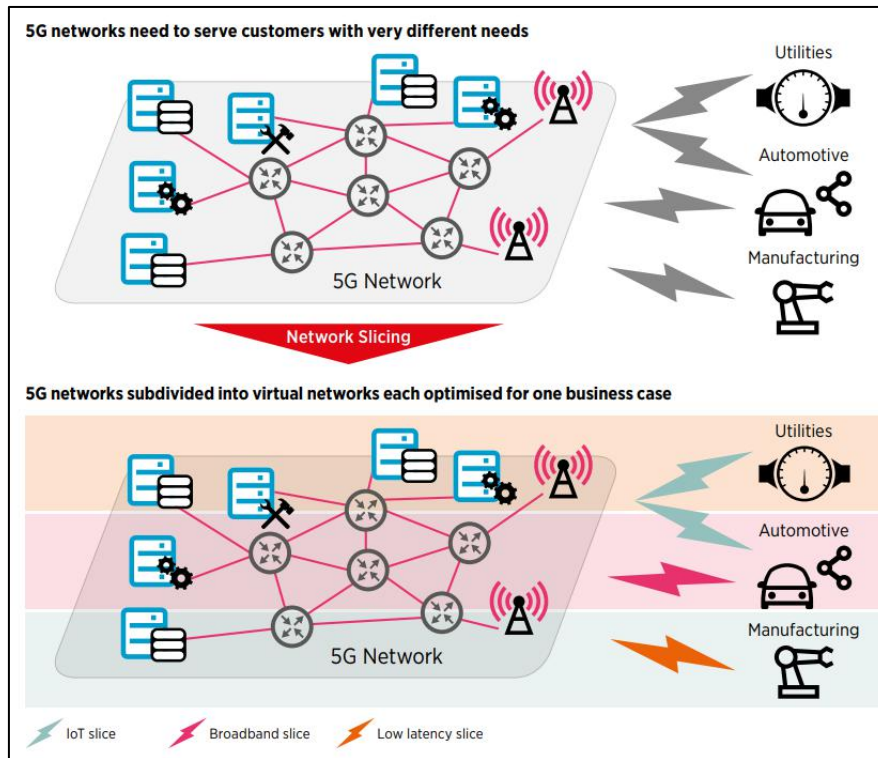 5G networks need to serve customers with very different needs
Utilities
Automotive
Manufacturing
5G Network
Network Slicing
5G networks subdivided into virtual networks each optimised for one business case
Utilities
Automotive
Manufacturing
5G Network
IoT slice
Broadband slice
Low latency slice